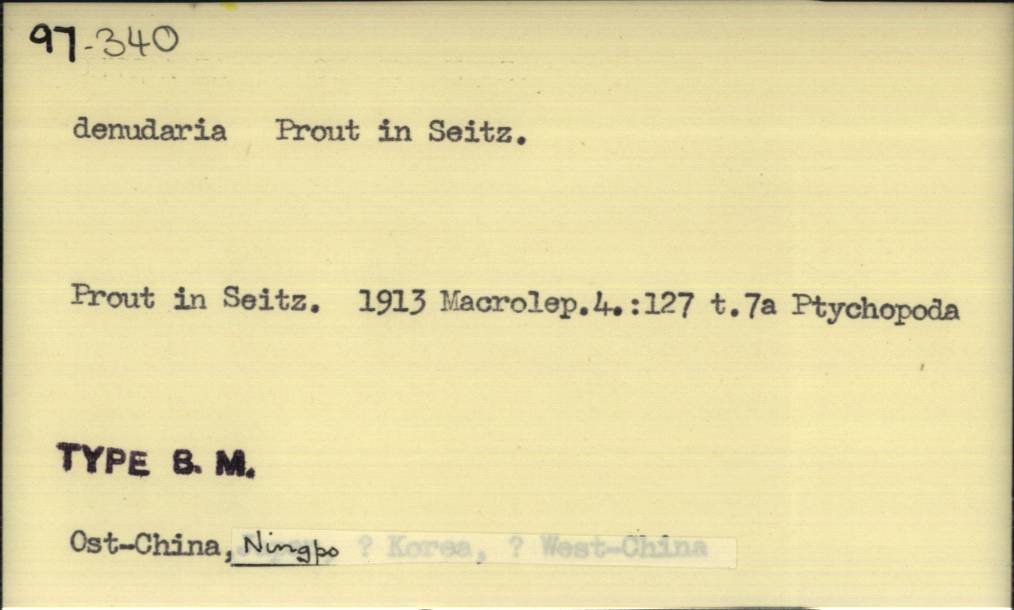 97-340
denudaria Prout in Seitz.
Prout in Seitz. 1913 Macrolep.4.:127 t.7a Ptychopoda
TYPE B. M.
Ost-China, Ningpo ? Korea, ? West-China